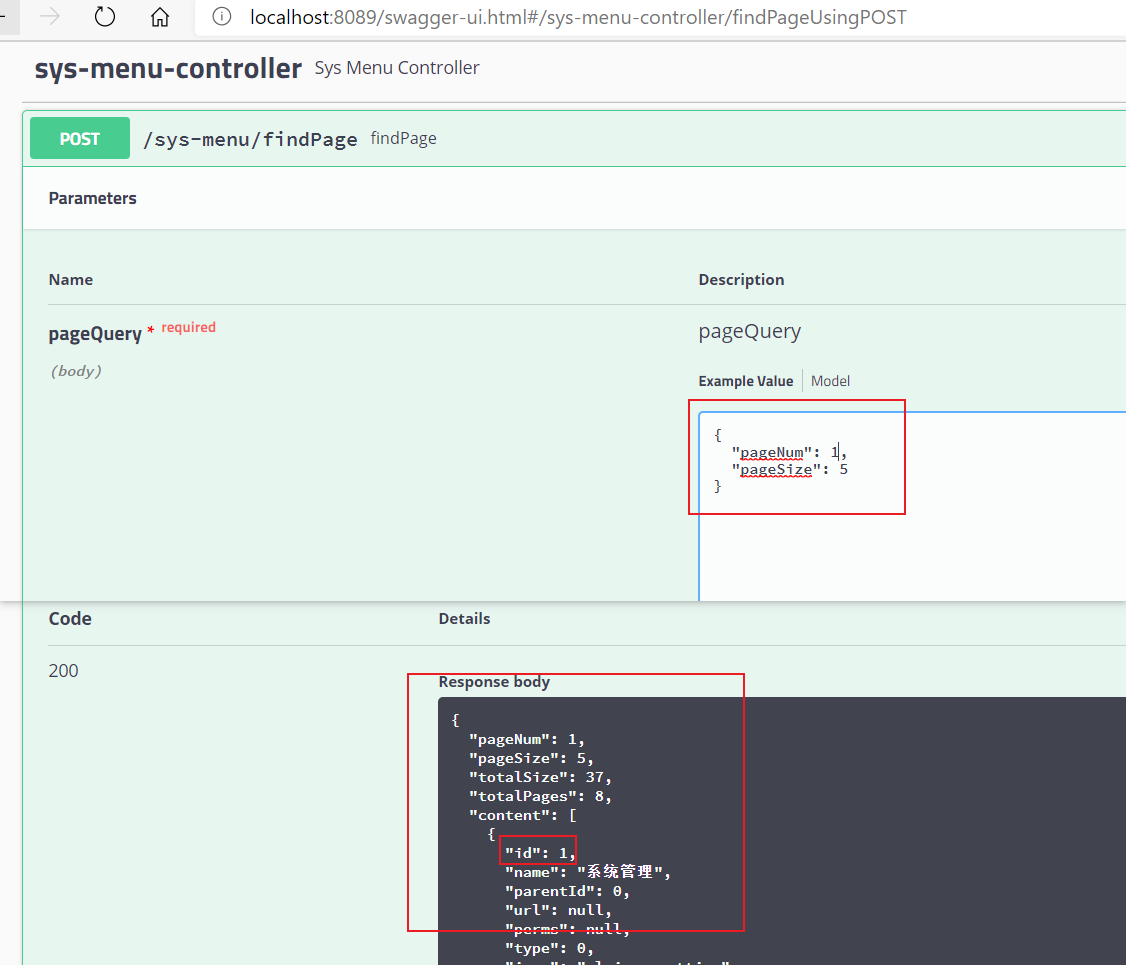 localhost:8089/swagger-ui.html#/sys-menu-controller/findPageUsingPOST
sys-menu-controller Sys Menu Controller
POST /sys-menu/findPage findPage
Parameters
Name Description
pageQuery * required pageQuery
(body)
Example Value Model
{
"pageNum": 1,
"pageSize": 5
}
Code Details
200
Response body
{
"pageNum": 1,
"pageSize": 5,
"totalSize": 37,
"totalPages": 8,
"content": [
{
"id": 1,
"name": "系统管理",
"parentId": 0,
"url": null,
"perms": null,
"type": 0,